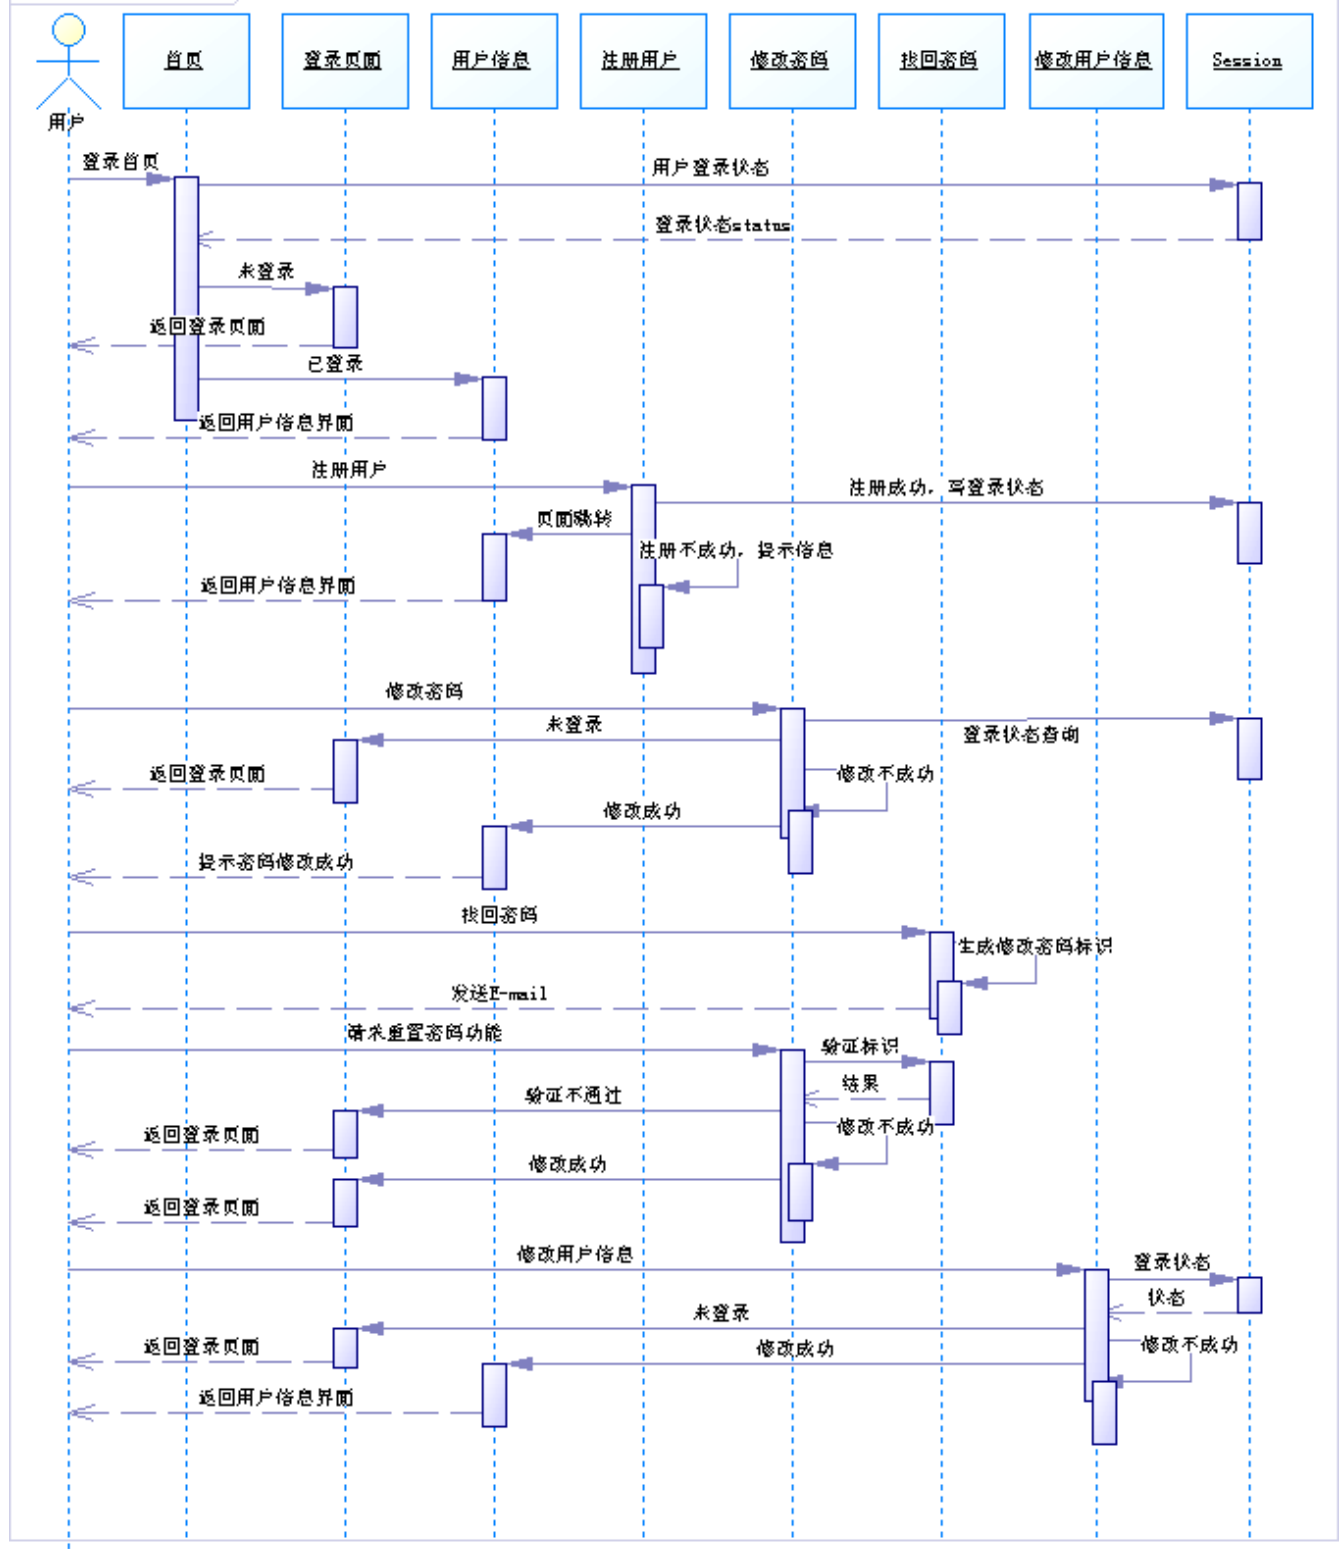 首页
登录页面
用户信息
注册用户
修改密码
找回密码
修改用户信息
Session
用户
登录首页
用户登录状态
登录状态status
未登录
返回登录页面
已登录
返回用户信息界面
注册用户
注册成功，写登录状态
页面跳转
注册不成功，提示信息
返回用户信息界面
修改密码
未登录
登录状态查询
返回登录页面
修改不成功
修改成功
提示密码修改成功
找回密码
生成修改密码标识
发送E-mail
请求重置密码功能
验证标识
结果
验证不通过
修改不成功
返回登录页面
修改成功
返回登录页面
修改用户信息
登录状态
状态
未登录
返回登录页面
修改成功
修改不成功
返回用户信息界面